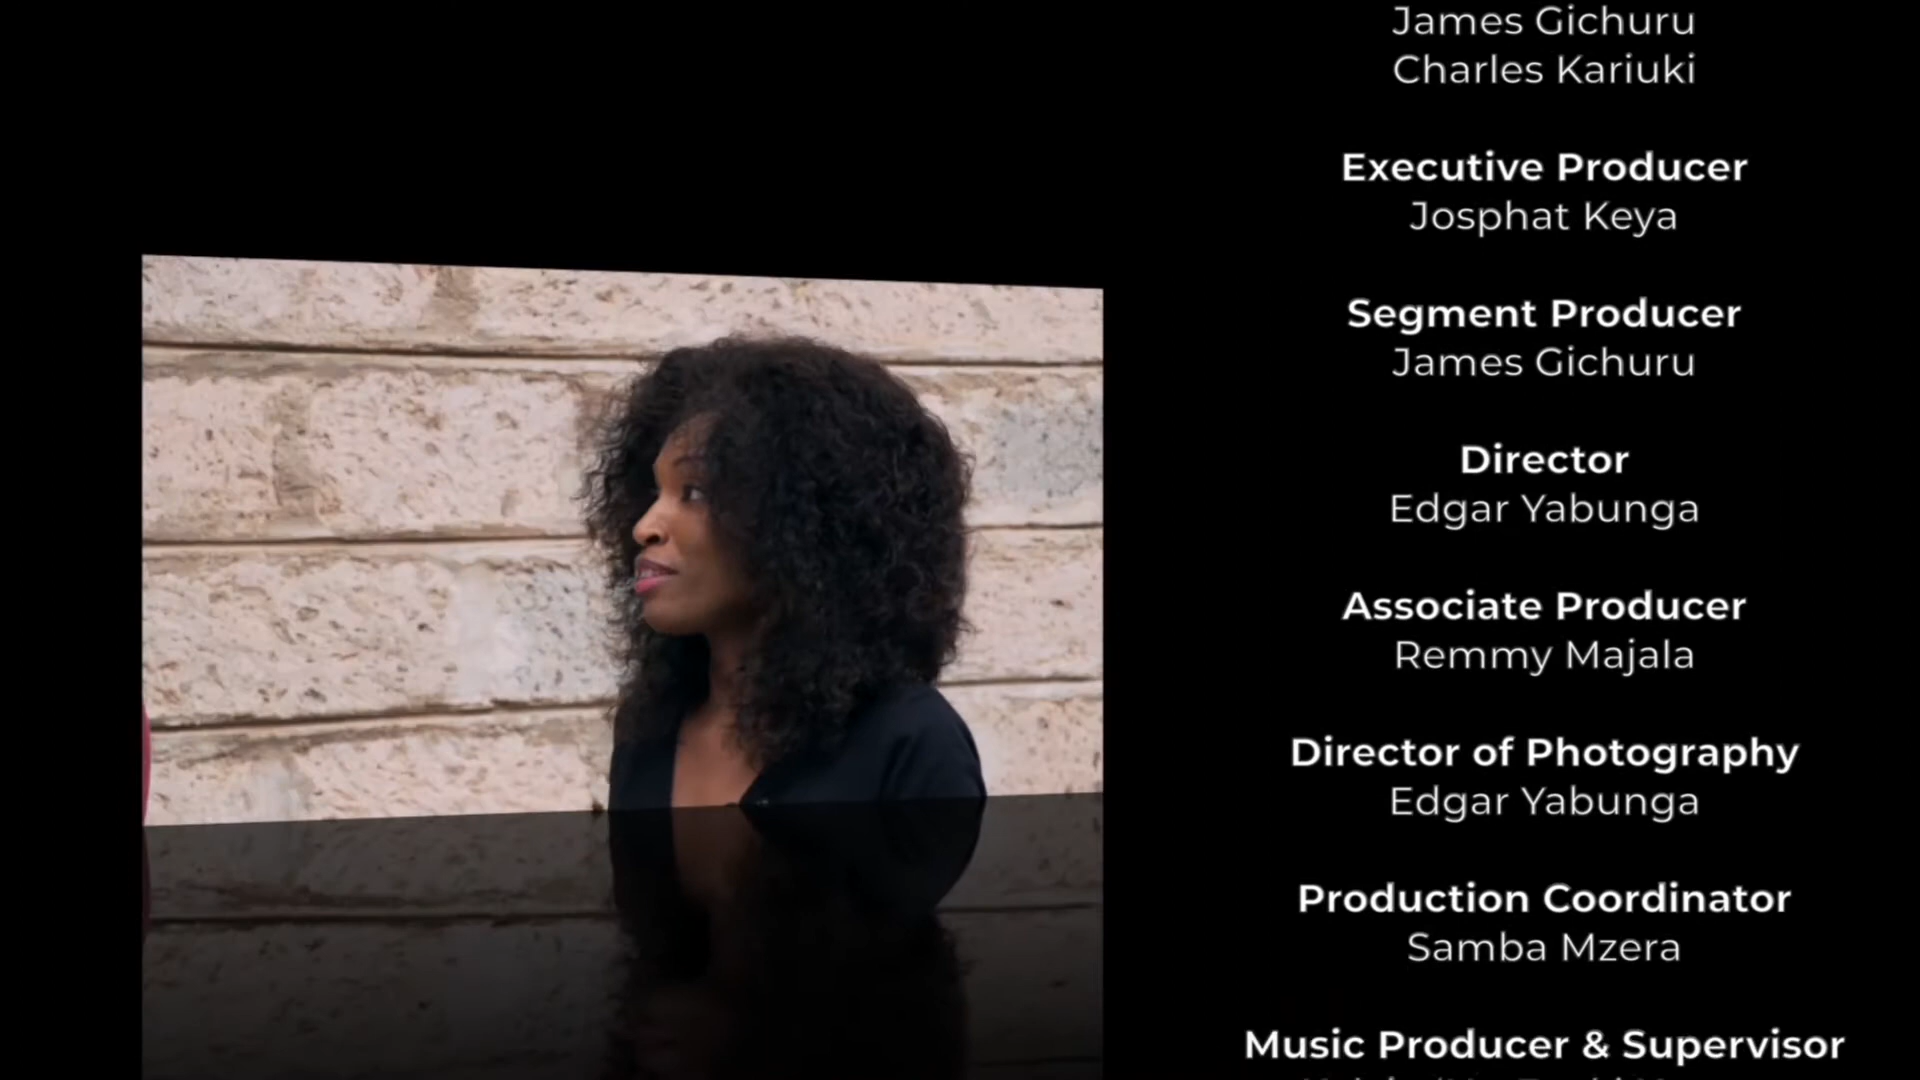 James Gichuru
Charles Kariuki
Executive Producer
Josphat Keya
Segment Producer
James Gichuru
Director
Edgar Yabunga
Associate Producer
Remmy Majala
Director of Photography
Edgar Yabunga
Production Coordinator
Samba Mzera
Music Producer & Supervisor